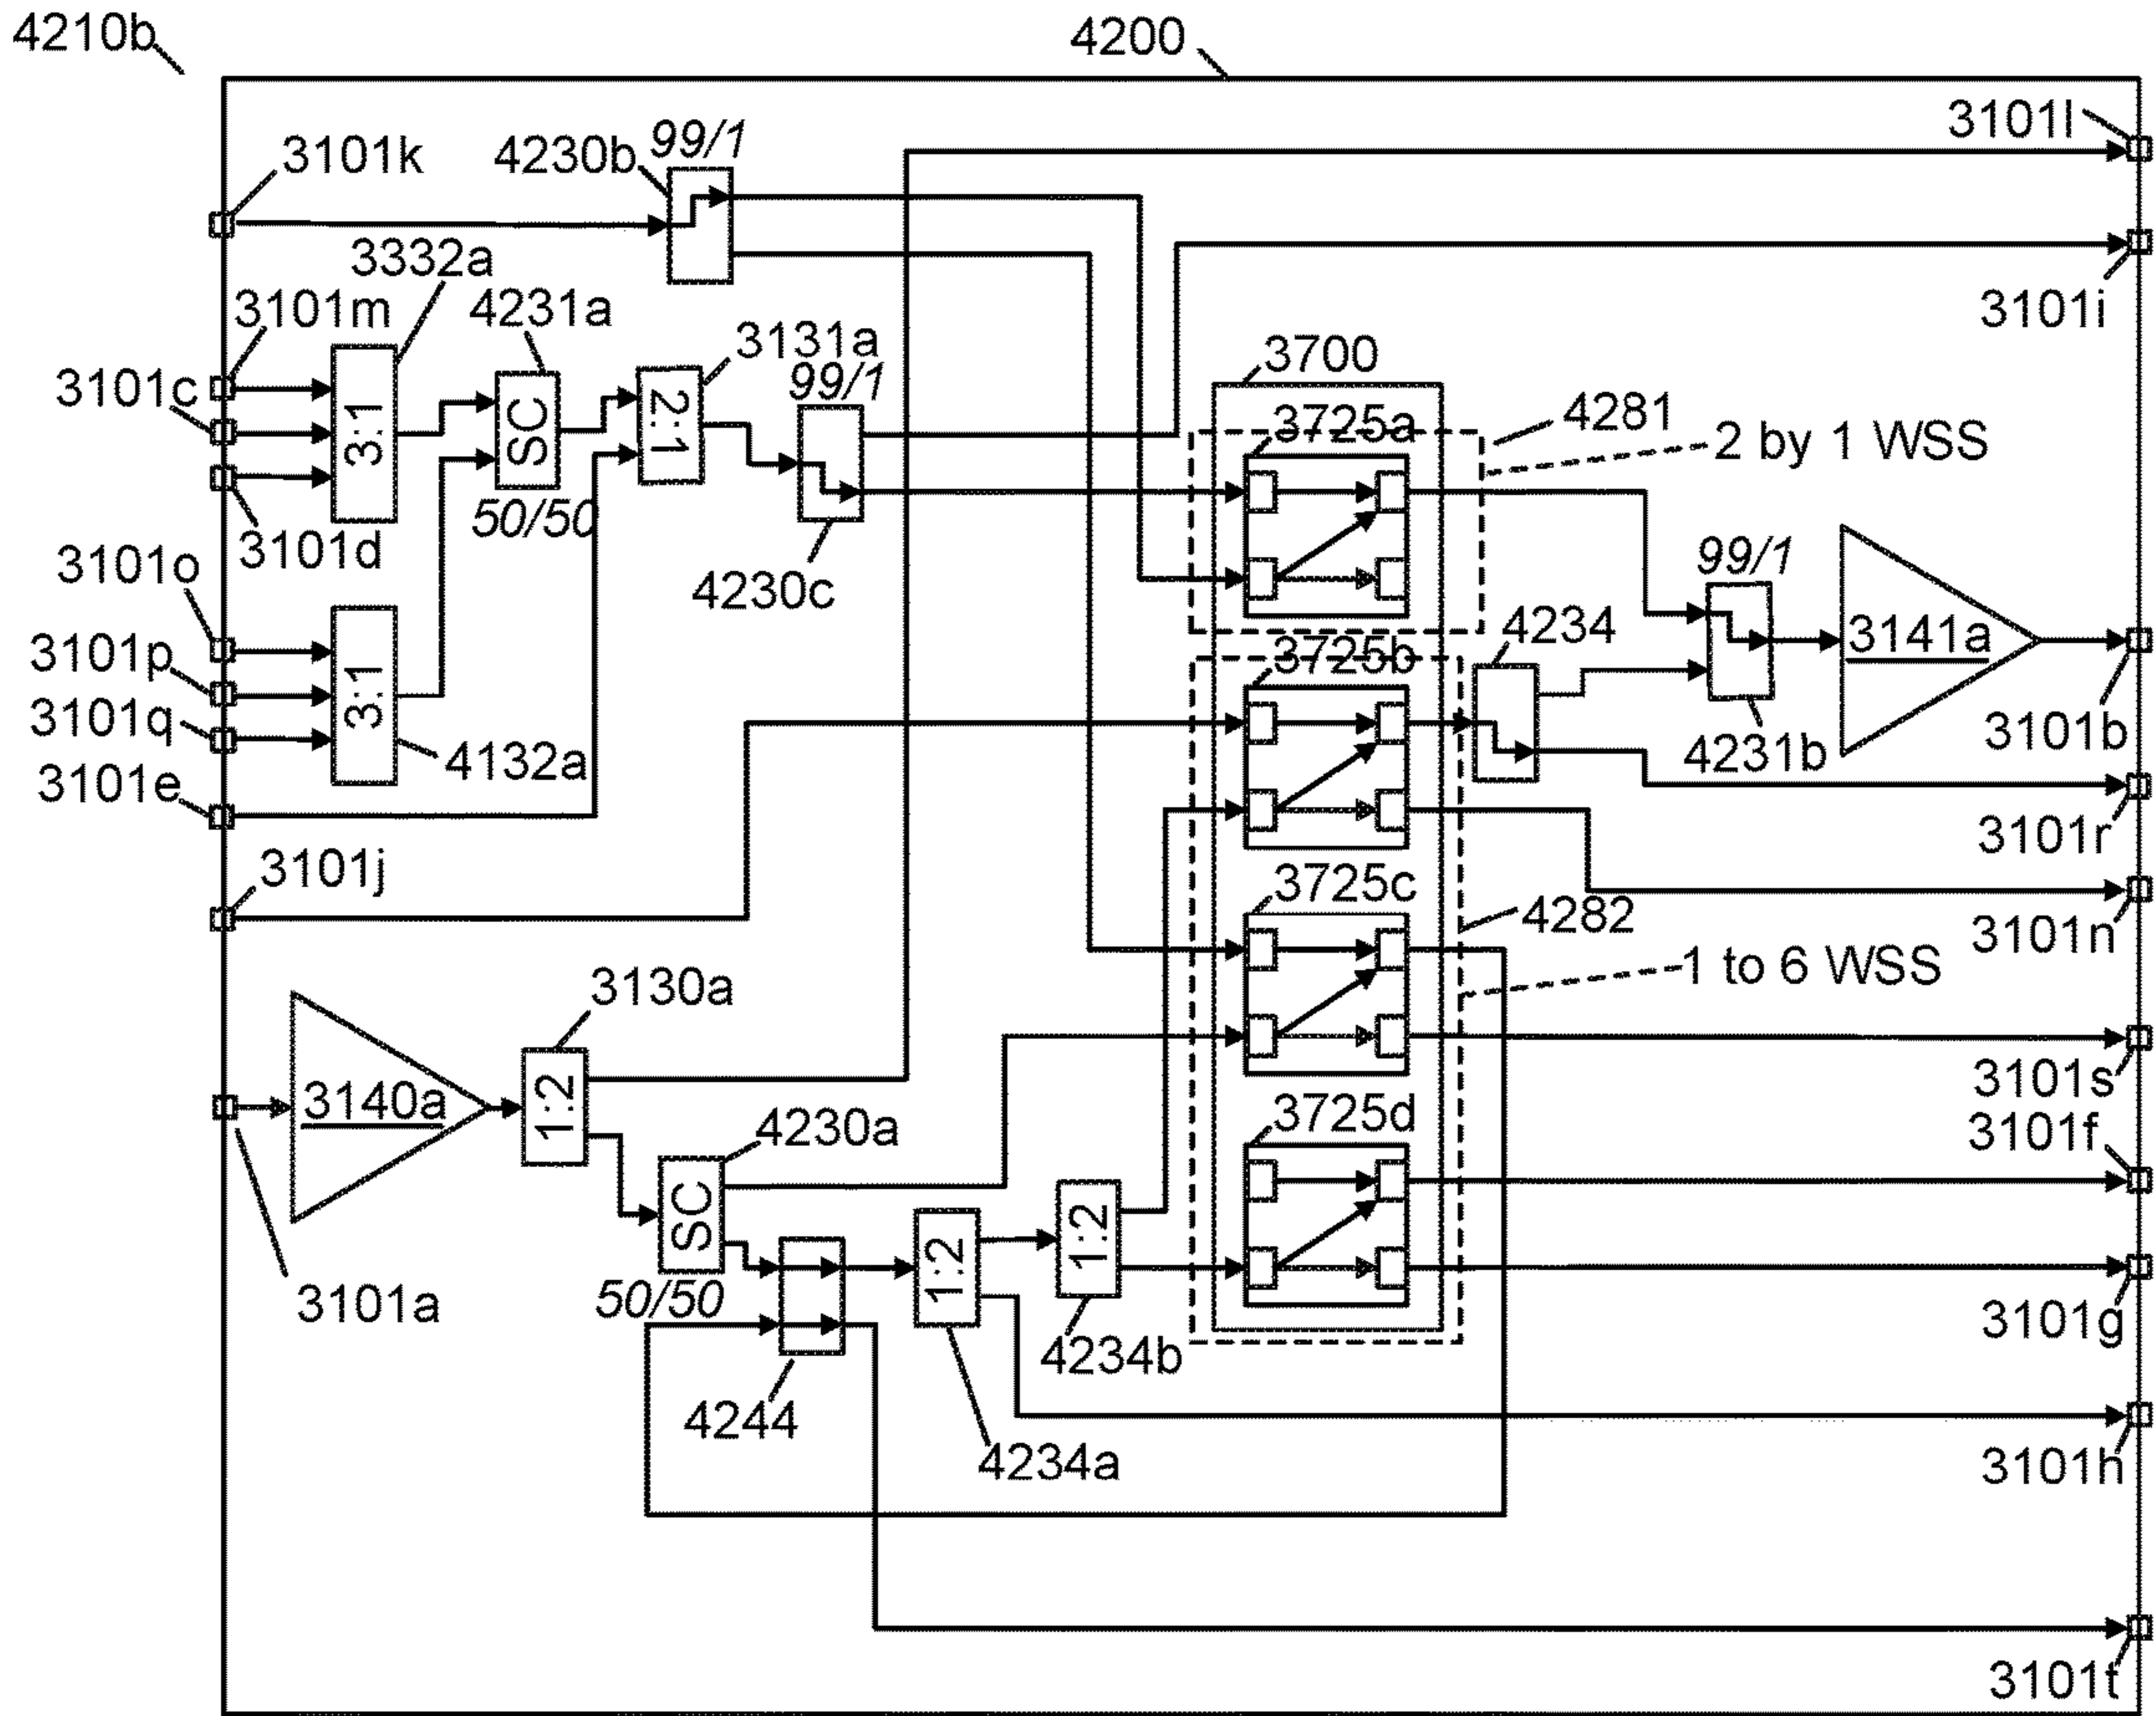 4210b
4200
3101l
3101k
4230b
99/1
3101i
3332a
3101m
4231a
3131a
3101c
3:1
SC
2:1
99/1
3700
4281
3725a
2 by 1 WSS
50/50
3101d
3101o
4230c
99/1
4234
3141a
3101p
3:1
3725b
3101q
4132a
4231b
3101b
3101e
3101r
3101j
3725c
4282
3101n
3130a
1 to 6 WSS
3140a
1:2
3101s
3725d
3101f
4230a
SC
1:2
1:2
50/50
3101a
3101g
4234b
4244
4234a
3101h
3101t